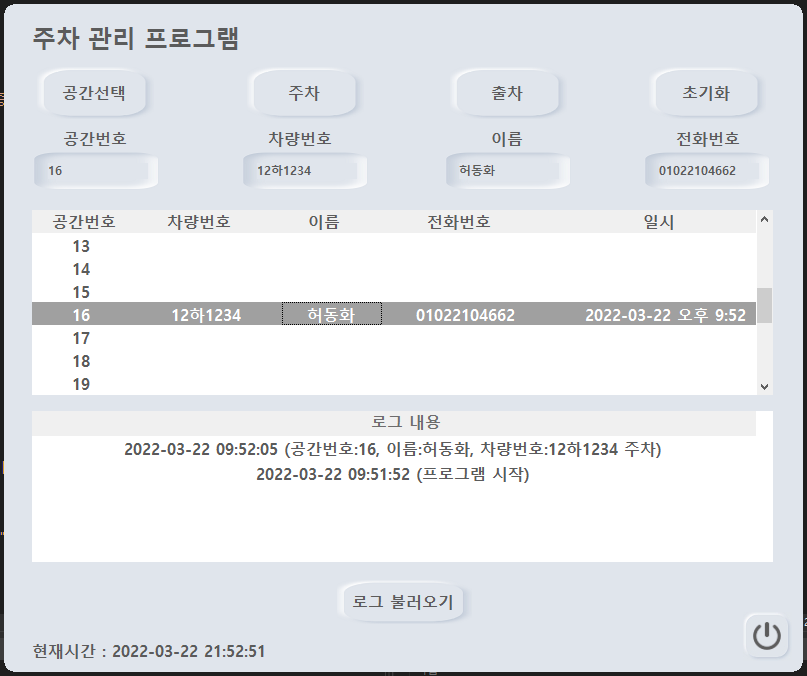 주차 관리 프로그램
공간선택 주차 출차 초기화
공간번호 차량번호 이름 전화번호
16 12하1234 허동화 01022104662
공간번호 차량번호 이름 전화번호 일시
13
14
15
16 12하1234 허동화 01022104662 2022-03-22 오후 9:52
17
18
19
로그 내용
2022-03-22 09:52:05 (공간번호:16, 이름:허동화, 차량번호:12하1234 주차)
2022-03-22 09:51:52 (프로그램 시작)
로그 불러오기
현재시간 : 2022-03-22 21:52:51